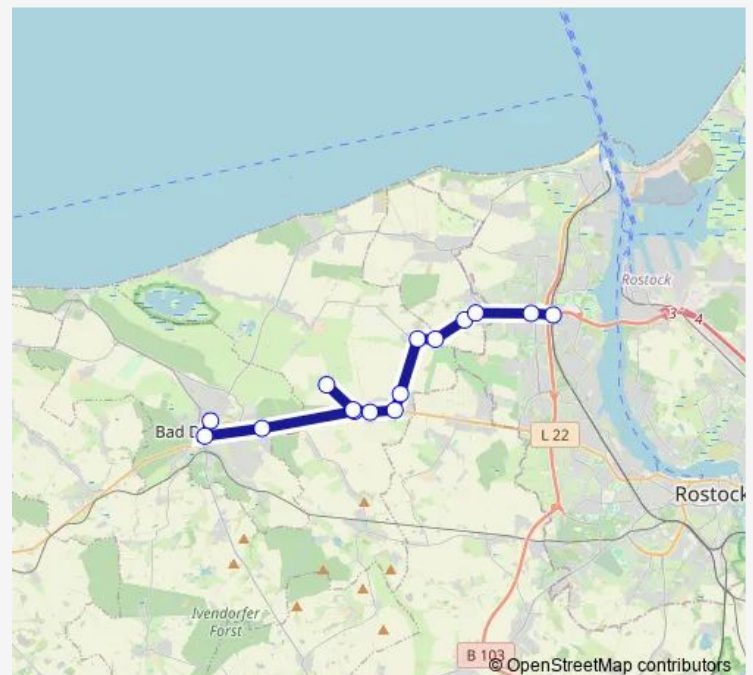 Rostock
3
4
Bad D
L 22
Rostock
Ivendorfer
Forst
B 103
© OpenStreetMap contributors